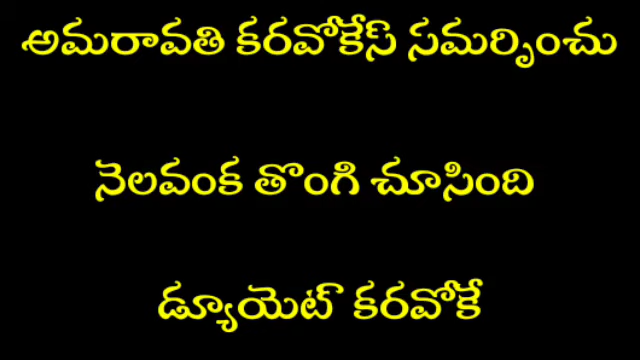 అమరావతి కరవోకేస్ సమర్పించు
నెలవంక తొంగి చూసింది
డ్యూయెట్ కరవోకే